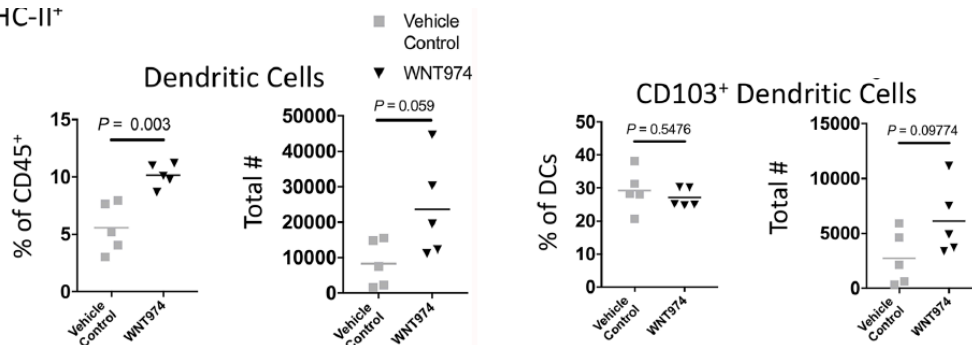 HC-II⁺
Vehicle
Control
WNT974
Dendritic Cells
P = 0.003
15
10
5
0
% of CD45⁺
Vehicle
Control
WNT974
P = 0.059
50000
40000
30000
20000
10000
0
Total #
Vehicle
Control
WNT974
CD103⁺ Dendritic Cells
P = 0.5476
50
40
30
20
10
0
% of DCs
Vehicle
Control
WNT974
P = 0.09774
15000
10000
5000
0
Total #
Vehicle
Control
WNT974